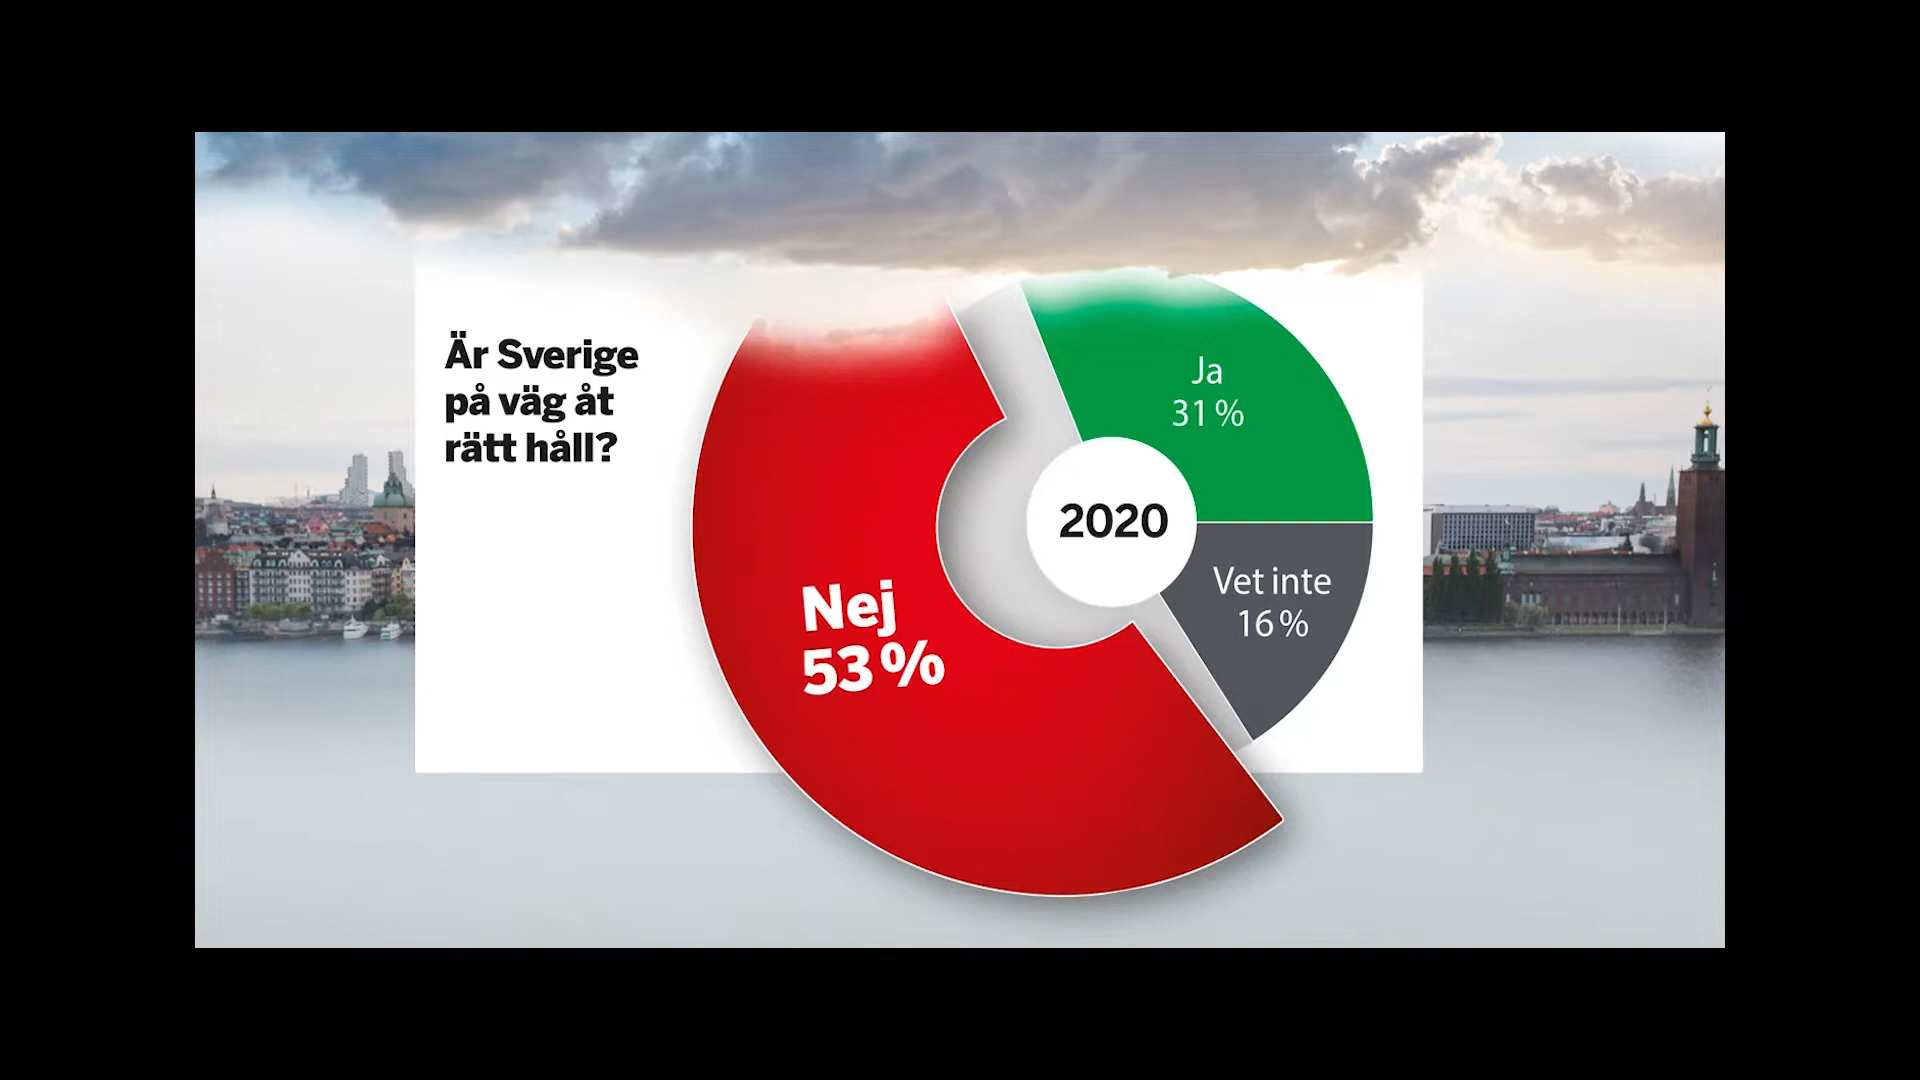 Är Sverige
på väg åt
rätt håll?
Ja
31 %
2020
Vet inte
16 %
Nej
53 %